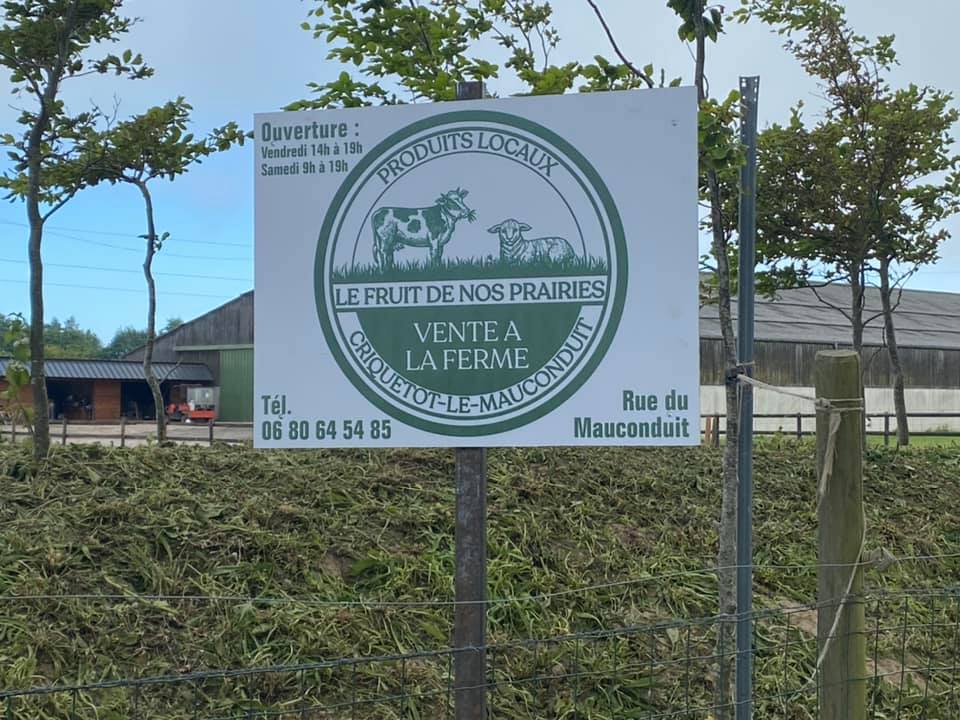 Ouverture :
Vendredi 14h à 19h
Samedi 9h à 19h
PRODUITS LOCAUX
LE FRUIT DE NOS PRAIRIES
VENTE A
LA FERME
CRIQUETOT-LE-MAUCONDUIT
Tél.
06 80 64 54 85
Rue du
Mauconduit